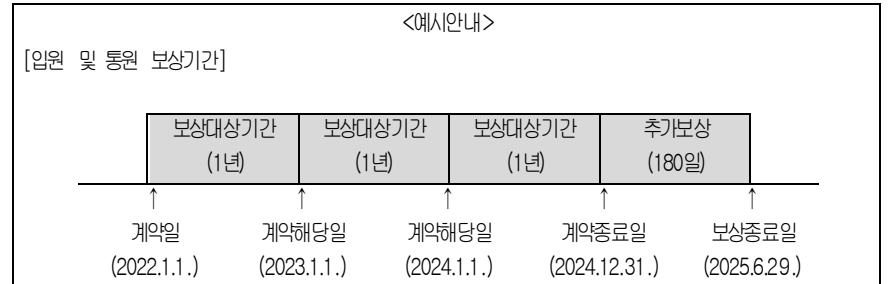 <예시안내>
[입원 및 통원 보상기간]
보상대상기간 보상대상기간 보상대상기간 추가보상
(1년) (1년) (1년) (180일)
↑ ↑ ↑ ↑ ↑
계약일 계약해당일 계약해당일 계약종료일 보상종료일
(2022.1.1.) (2023.1.1.) (2024.1.1.) (2024.12.31.) (2025.6.29.)